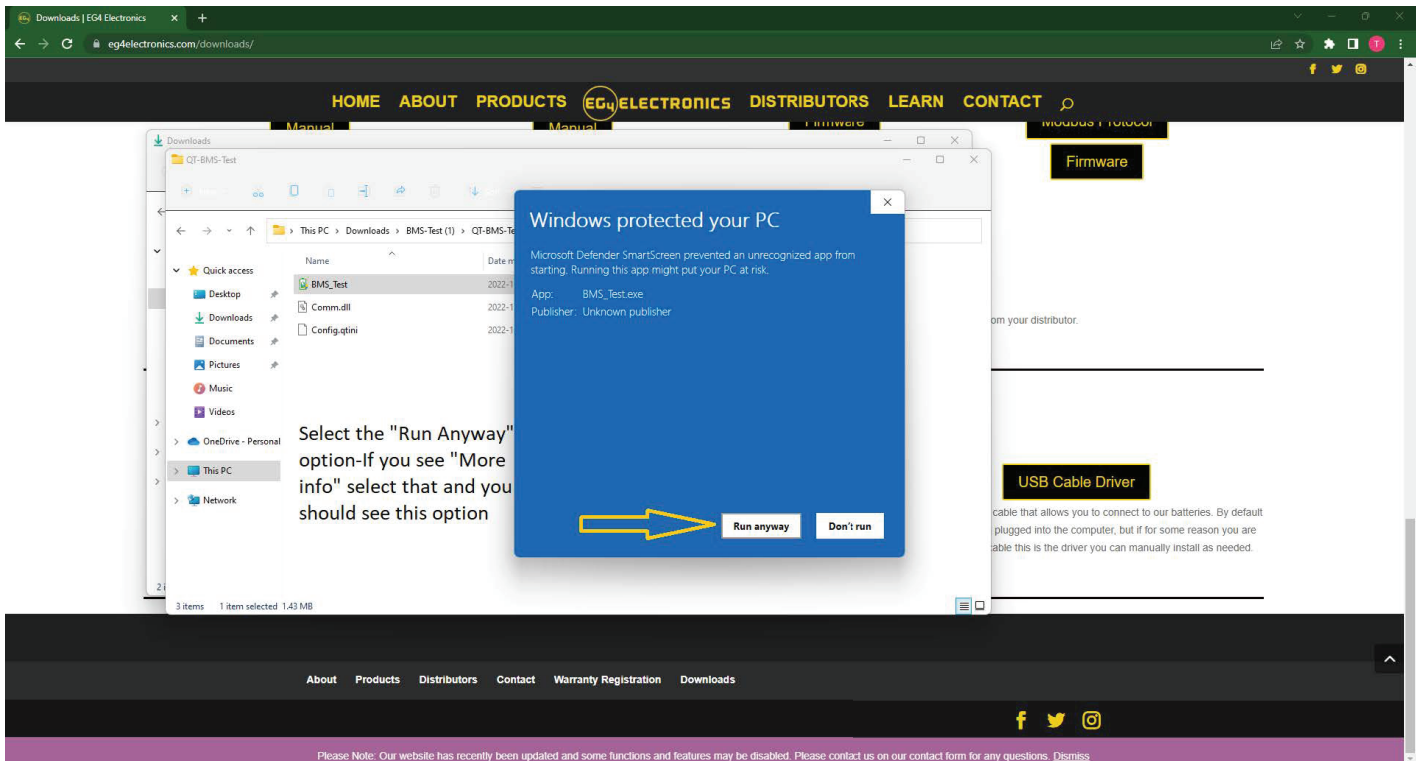 Downloads | EG4 Electronics
eg4electronics.com/downloads/
T
HOME ABOUT PRODUCTS EG4 ELECTRONICS DISTRIBUTORS LEARN CONTACT
Manual Manual Firmware Modbus Protocol
Firmware
Downloads
QT-BMS-Test
This PC > Downloads > BMS-Test (1) > QT-BMS-Te
Name Date m
Quick access
Desktop
Downloads
Documents
Pictures
Music
Videos
OneDrive - Personal
This PC
Network
BMS_Test 2022-1
Comm.dll 2022-1
Config.qtini 2022-1
Windows protected your PC
Microsoft Defender SmartScreen prevented an unrecognized app from
starting. Running this app might put your PC at risk.
App: BMS_Test.exe
Publisher: Unknown publisher
Run anyway Don't run
Select the "Run Anyway"
option-If you see "More
info" select that and you
should see this option
om your distributor.
USB Cable Driver
cable that allows you to connect to our batteries. By default
plugged into the computer, but if for some reason you are
able this is the driver you can manually install as needed.
2 i
3 items 1 item selected 1.43 MB
About Products Distributors Contact Warranty Registration Downloads
Please Note: Our website has recently been updated and some functions and features may be disabled. Please contact us on our contact form for any questions. Dismiss